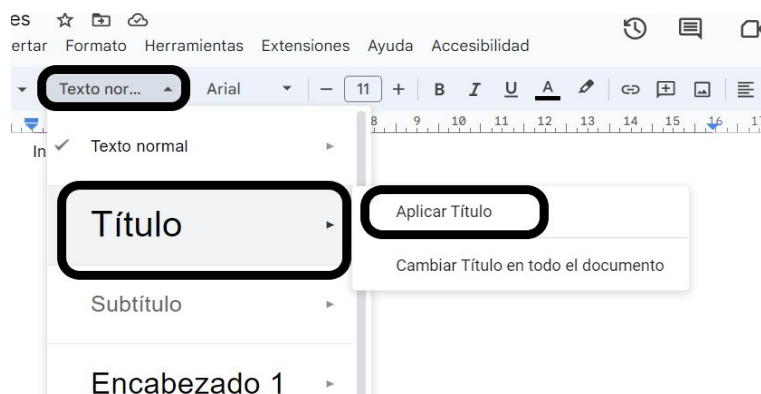 es
ertar Formato Herramientas Extensiones Ayuda Accesibilidad
Texto nor... Arial − 11 + B I U A
8 9 10 11 12 13 14 15 16 1
In Texto normal
Título
Aplicar Título
Cambiar Título en todo el documento
Subtítulo
Encabezado 1